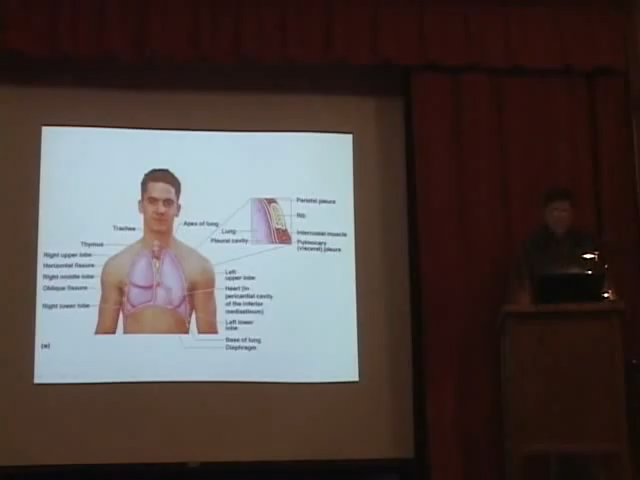 Trachea
Thymus
Right upper lobe
Horizontal fissure
Right middle lobe
Oblique fissure
Right lower lobe
(a)
Apex of lung
Lung
Pleural cavity
Parietal pleura
Rib
Intercostal muscle
Pulmonary
(visceral) pleura
Left
upper lobe
Heart (in
pericardial cavity
of the inferior
mediastinum)
Left lower
lobe
Base of lung
Diaphragm